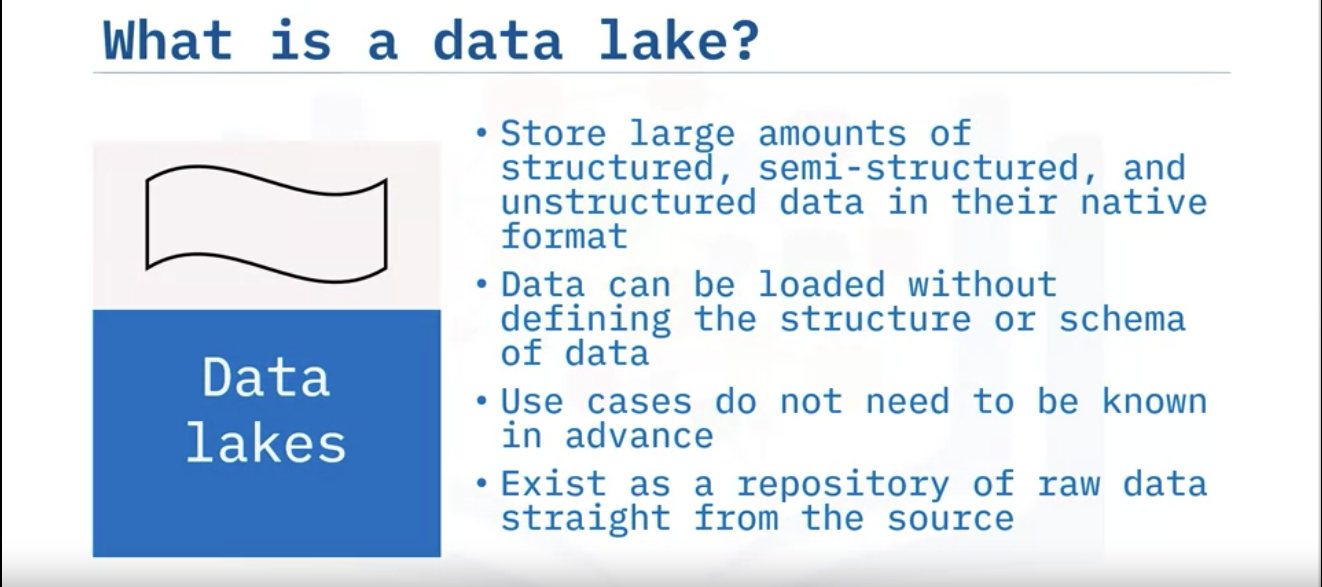 What is a data lake?
Data
lakes
• Store large amounts of
structured, semi-structured, and
unstructured data in their native
format
• Data can be loaded without
defining the structure or schema
of data
• Use cases do not need to be known
in advance
• Exist as a repository of raw data
straight from the source